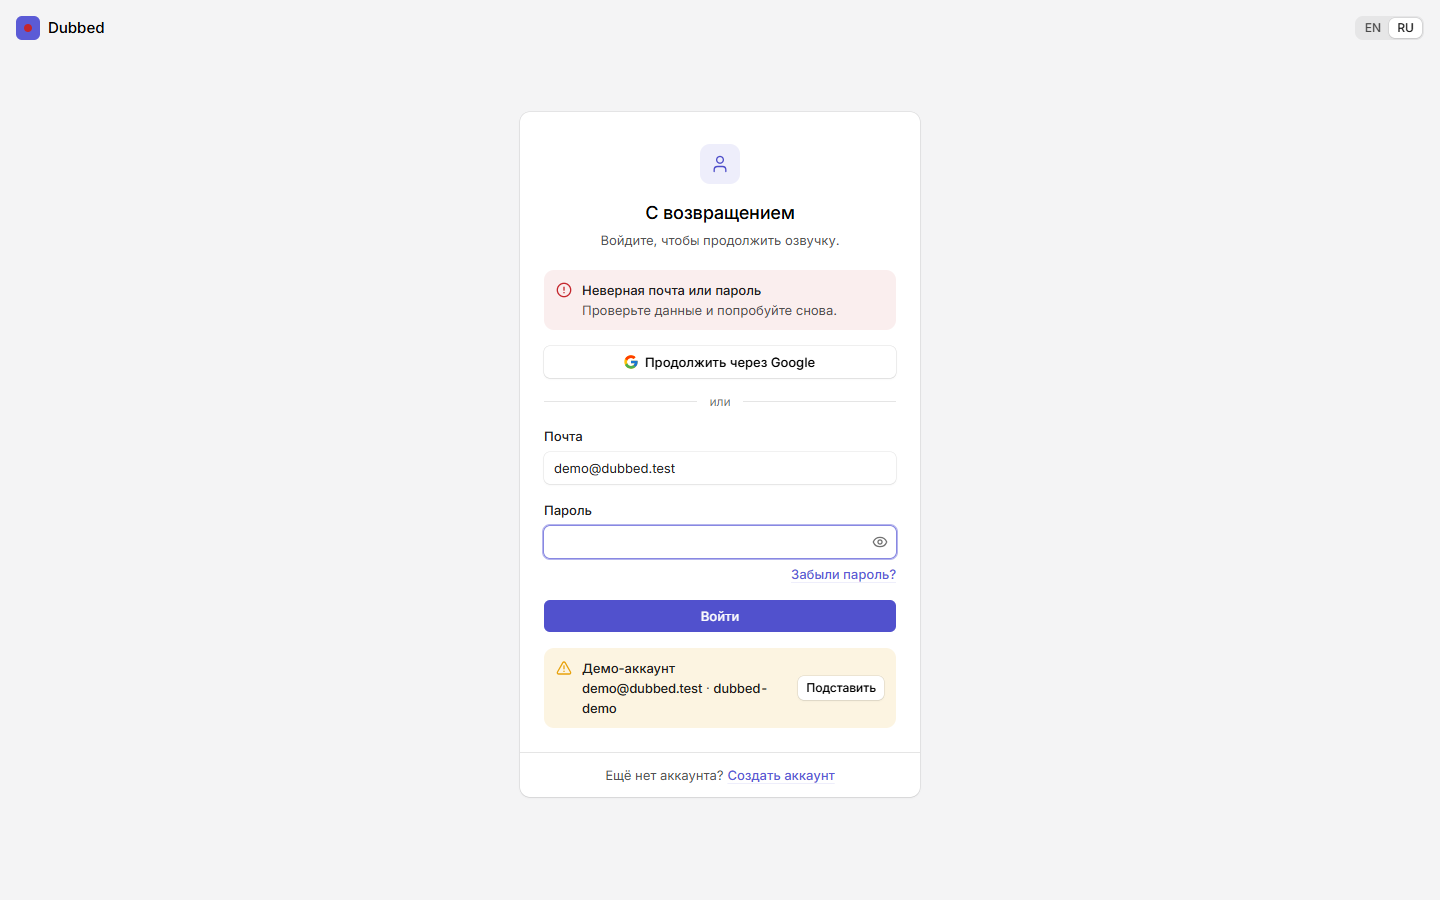 Dubbed
EN RU
С возвращением
Войдите, чтобы продолжить озвучку.
Неверная почта или пароль
Проверьте данные и попробуйте снова.
Продолжить через Google
или
Почта
demo@dubbed.test
Пароль
Забыли пароль?
Войти
Демо-аккаунт
demo@dubbed.test · dubbed-
demo
Подставить
Ещё нет аккаунта? Создать аккаунт